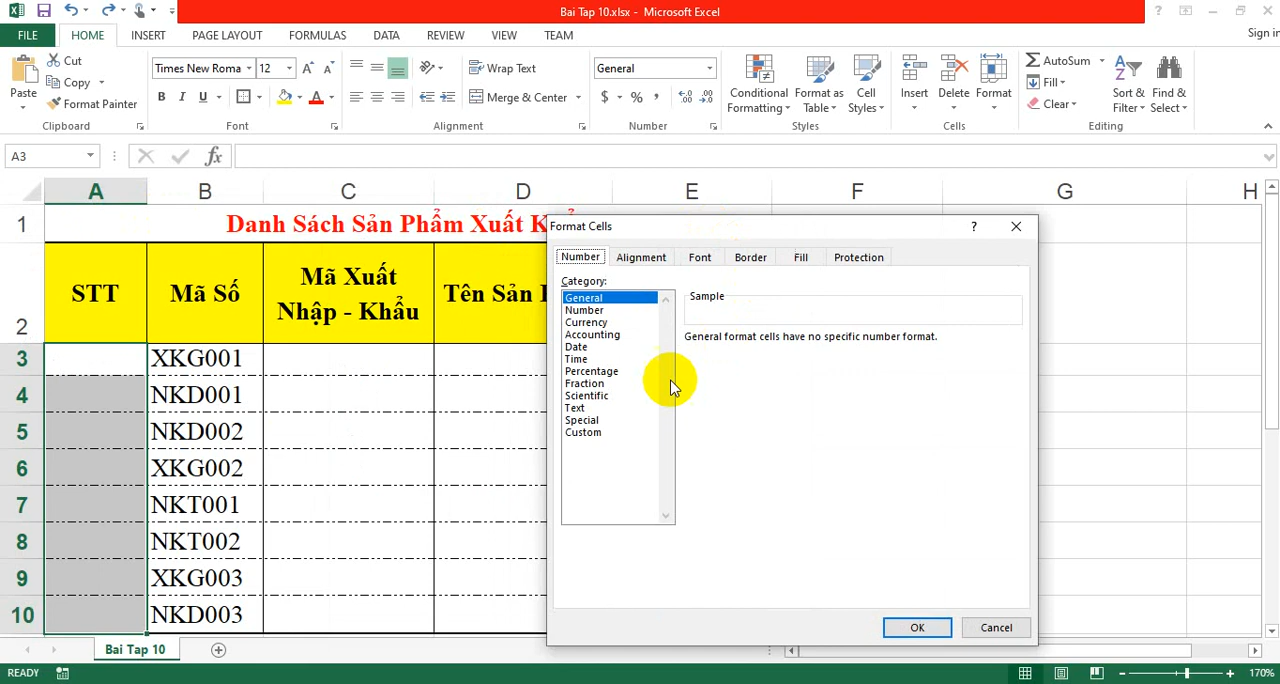 Bai Tap 10.xlsx - Microsoft Excel
FILE HOME INSERT PAGE LAYOUT FORMULAS DATA REVIEW VIEW TEAM Sign in
Paste
Cut
Copy
Format Painter
Clipboard
Times New Roma 12
B I U
Font
Wrap Text
Merge & Center
Alignment
General
$ % ,
Number
Conditional Formatting
Format as Table
Cell Styles
Styles
Insert
Delete
Format
Cells
AutoSum
Fill
Clear
Sort & Filter
Find & Select
Editing
A3
fx
A B C D E F G H
1 Danh Sách Sản Phẩm Xuất K
2 STT Mã Số Mã Xuất Nhập - Khẩu Tên Sản
3 XKG001
4 NKD001
5 NKD002
6 XKG002
7 NKT001
8 NKT002
9 XKG003
10 NKD003
Format Cells ?
Number Alignment Font Border Fill Protection
Category:
General
Number
Currency
Accounting
Date
Time
Percentage
Fraction
Scientific
Text
Special
Custom
Sample
General format cells have no specific number format.
OK Cancel
Bai Tap 10
READY
170%